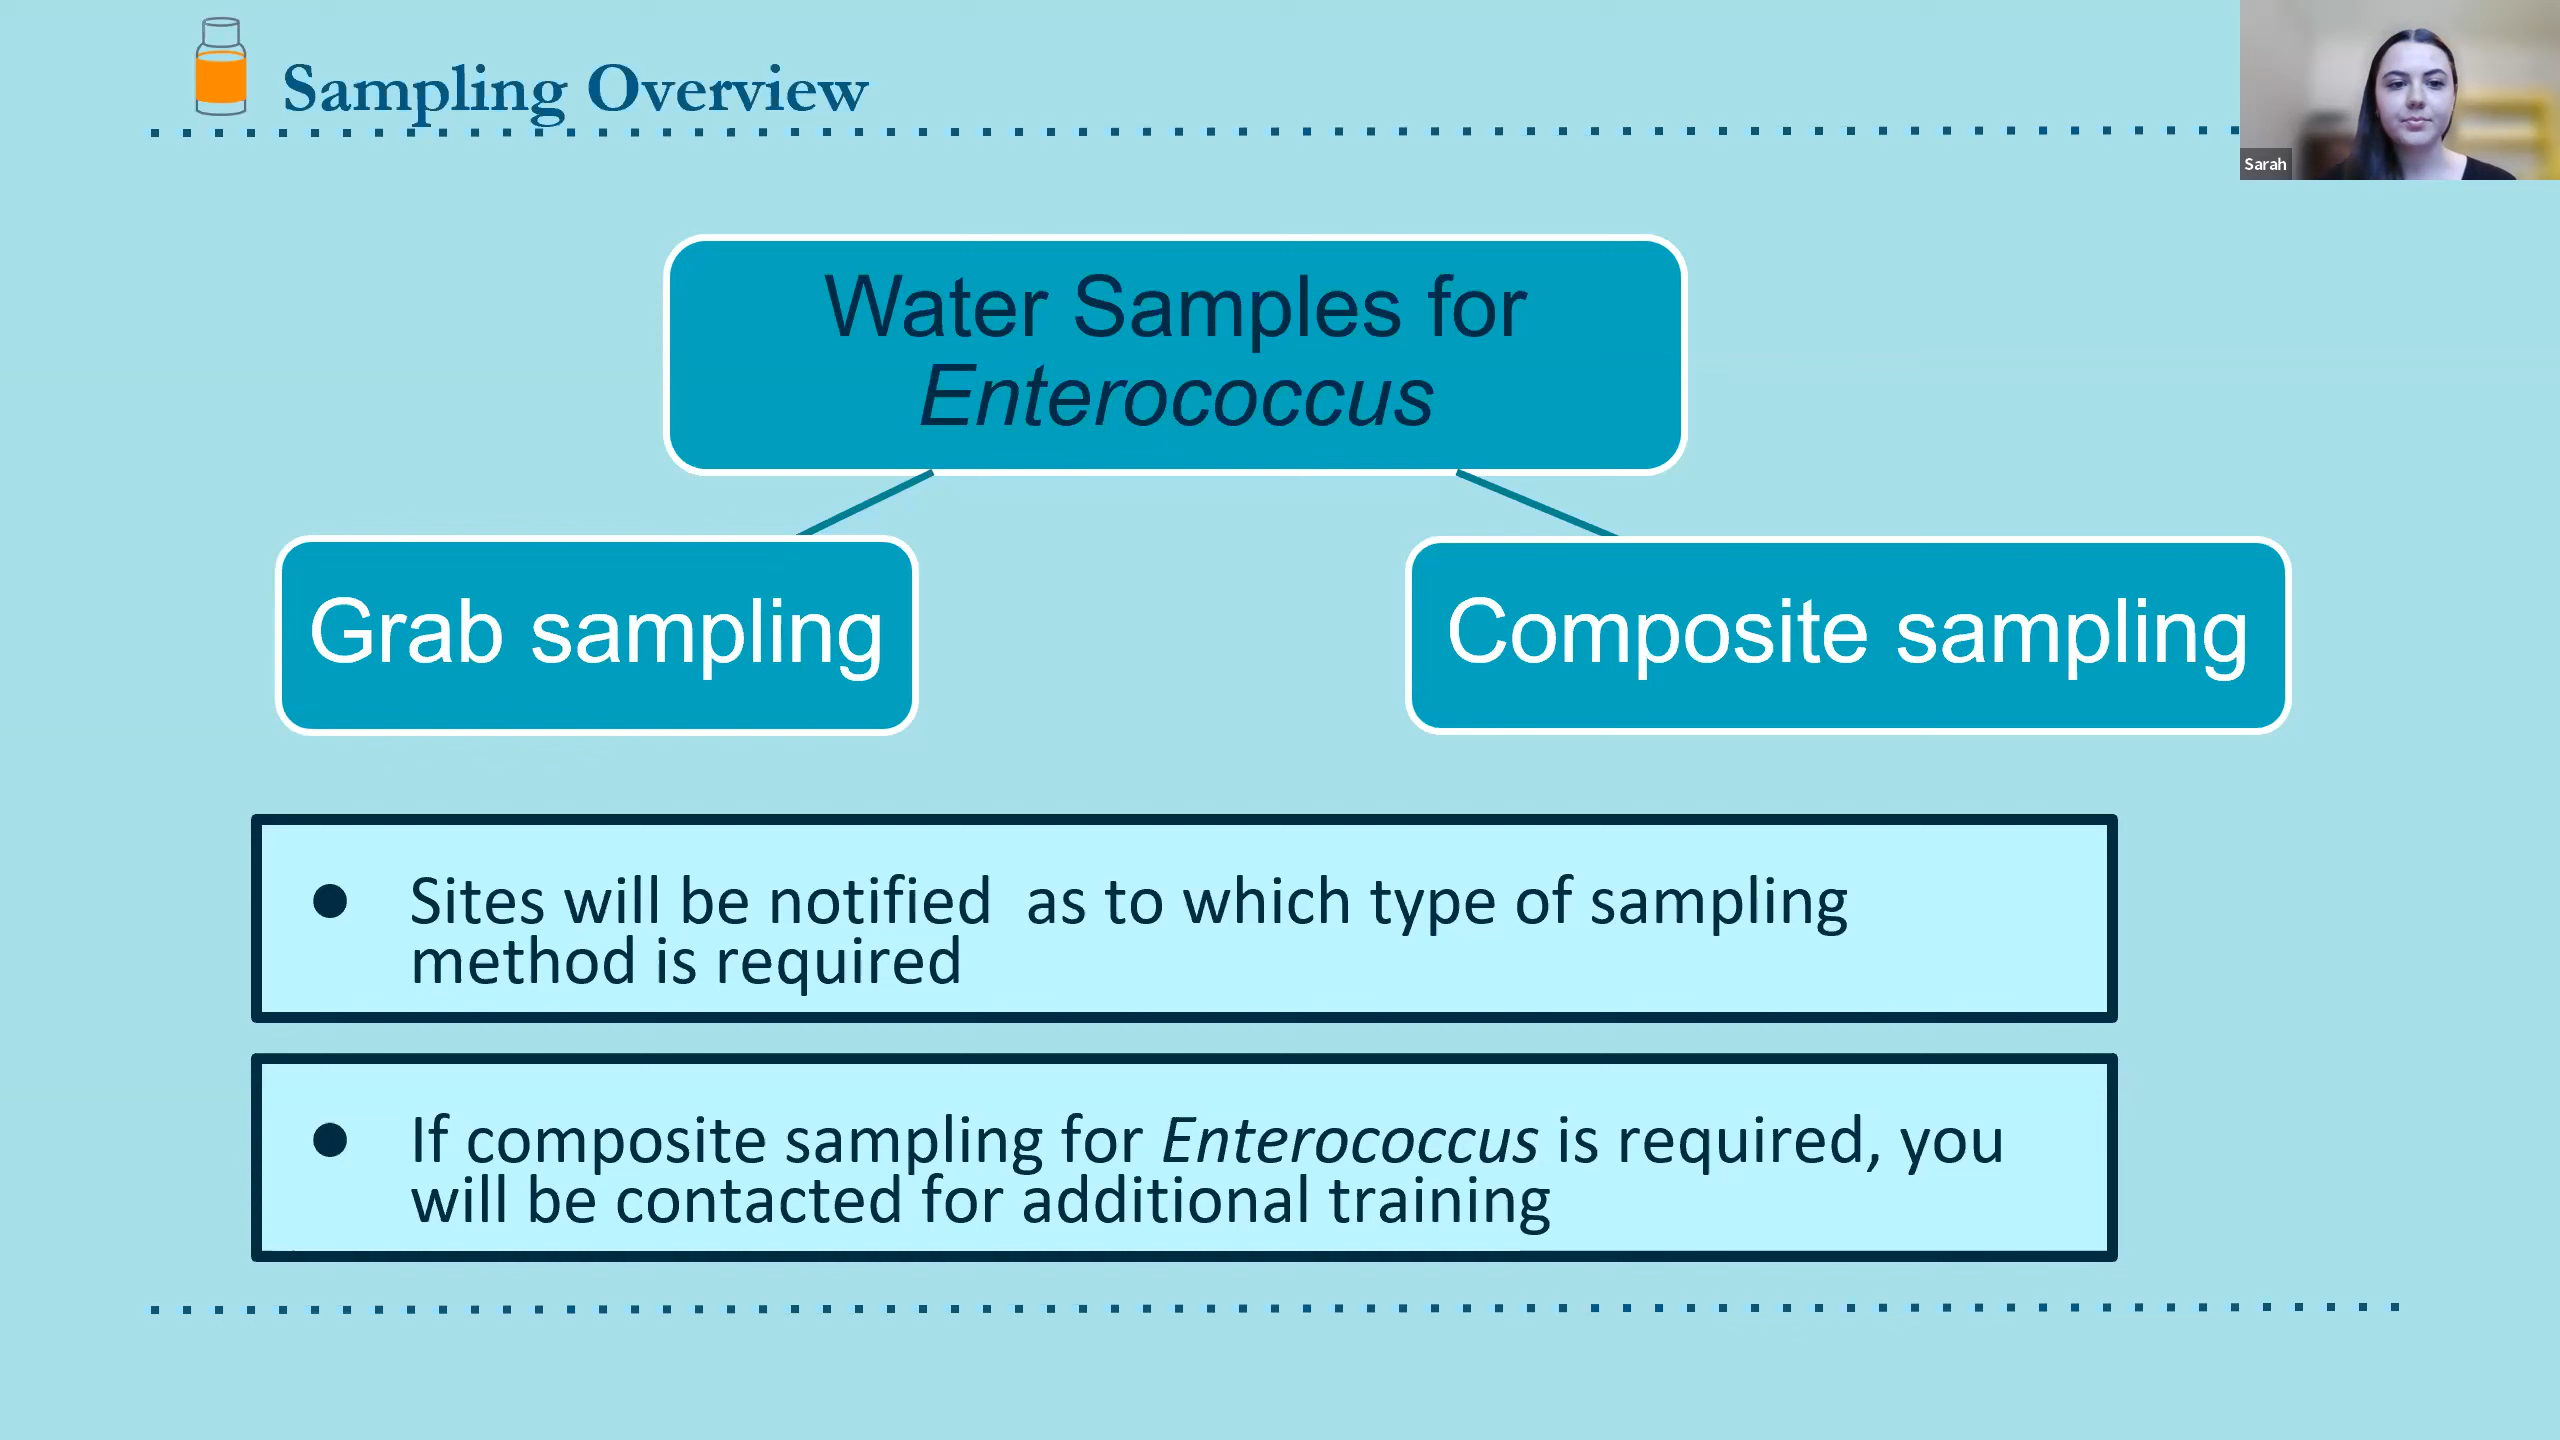 Sampling Overview
Sarah
Water Samples for
Enterococcus
Grab sampling
Composite sampling
● Sites will be notified  as to which type of sampling
method is required
● If composite sampling for Enterococcus is required, you
will be contacted for additional training